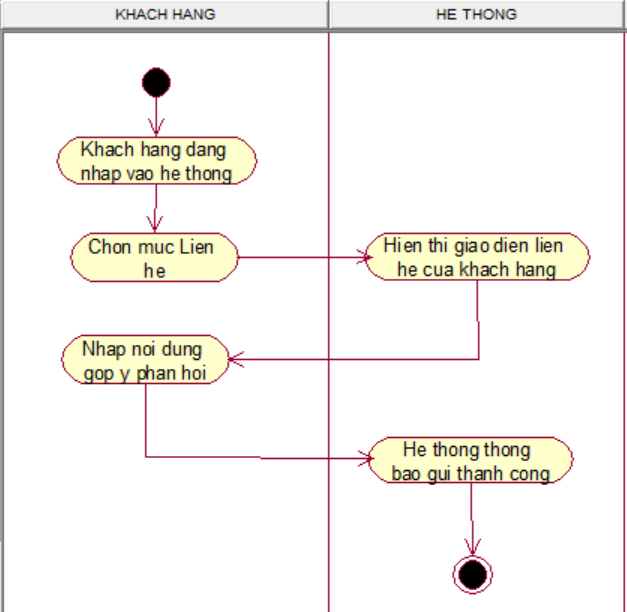 KHACH HANG
HE THONG
Khach hang dang
nhap vao he thong
Chon muc Lien
he
Hien thi giao dien lien
he cua khach hang
Nhap noi dung
gop y phan hoi
He thong thong
bao gui thanh cong